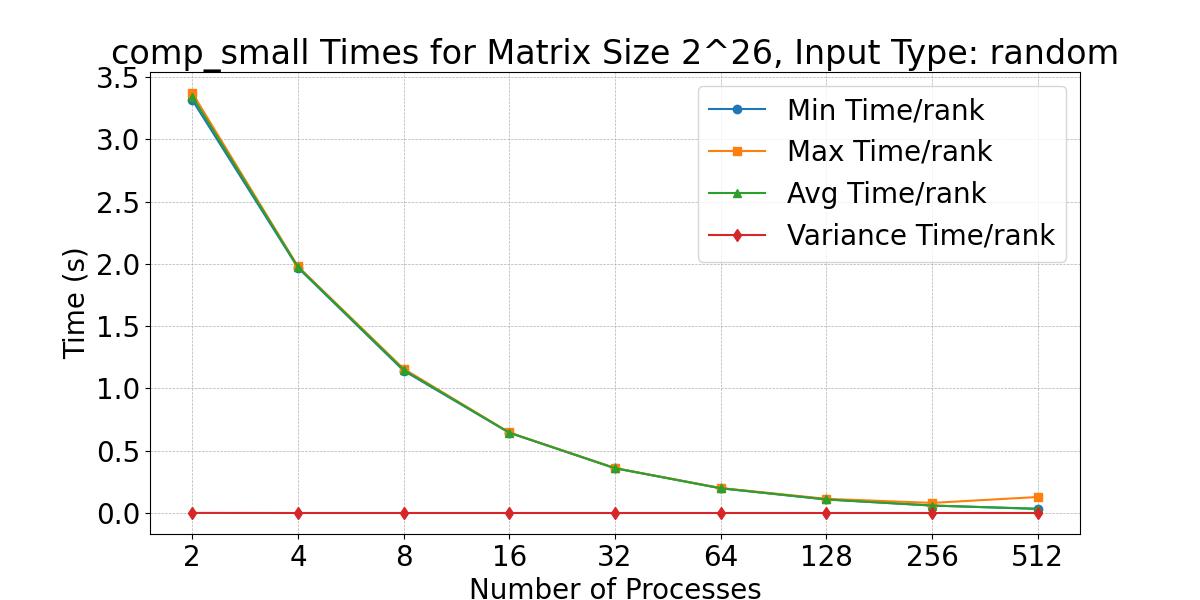 comp_small Times for Matrix Size 2^26, Input Type: random
Min Time/rank
Max Time/rank
Avg Time/rank
Variance Time/rank
Time (s)
3.5
3.0
2.5
2.0
1.5
1.0
0.5
0.0
2 4 8 16 32 64 128 256 512
Number of Processes